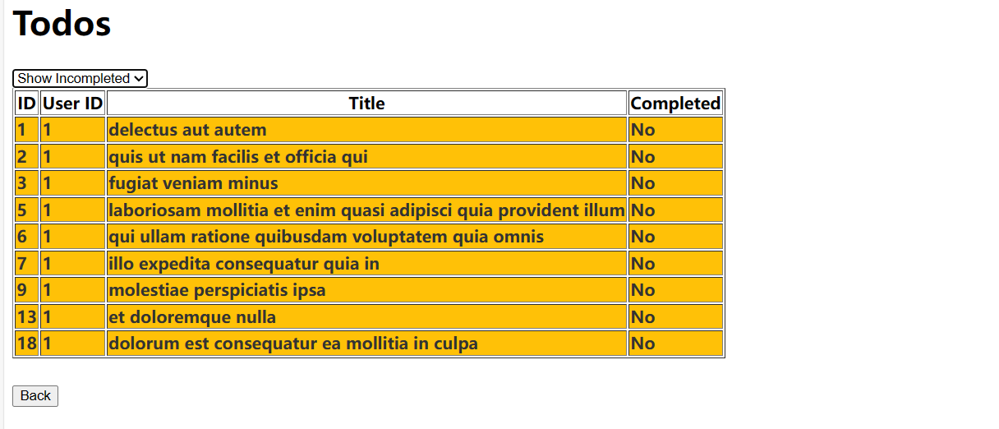 Todos
Show Incompleted
ID User ID Title Completed
1 1 delectus aut autem No
2 1 quis ut nam facilis et officia qui No
3 1 fugiat veniam minus No
5 1 laboriosam mollitia et enim quasi adipisci quia provident illum No
6 1 qui ullam ratione quibusdam voluptatem quia omnis No
7 1 illo expedita consequatur quia in No
9 1 molestiae perspiciatis ipsa No
13 1 et doloremque nulla No
18 1 dolorum est consequatur ea mollitia in culpa No
Back